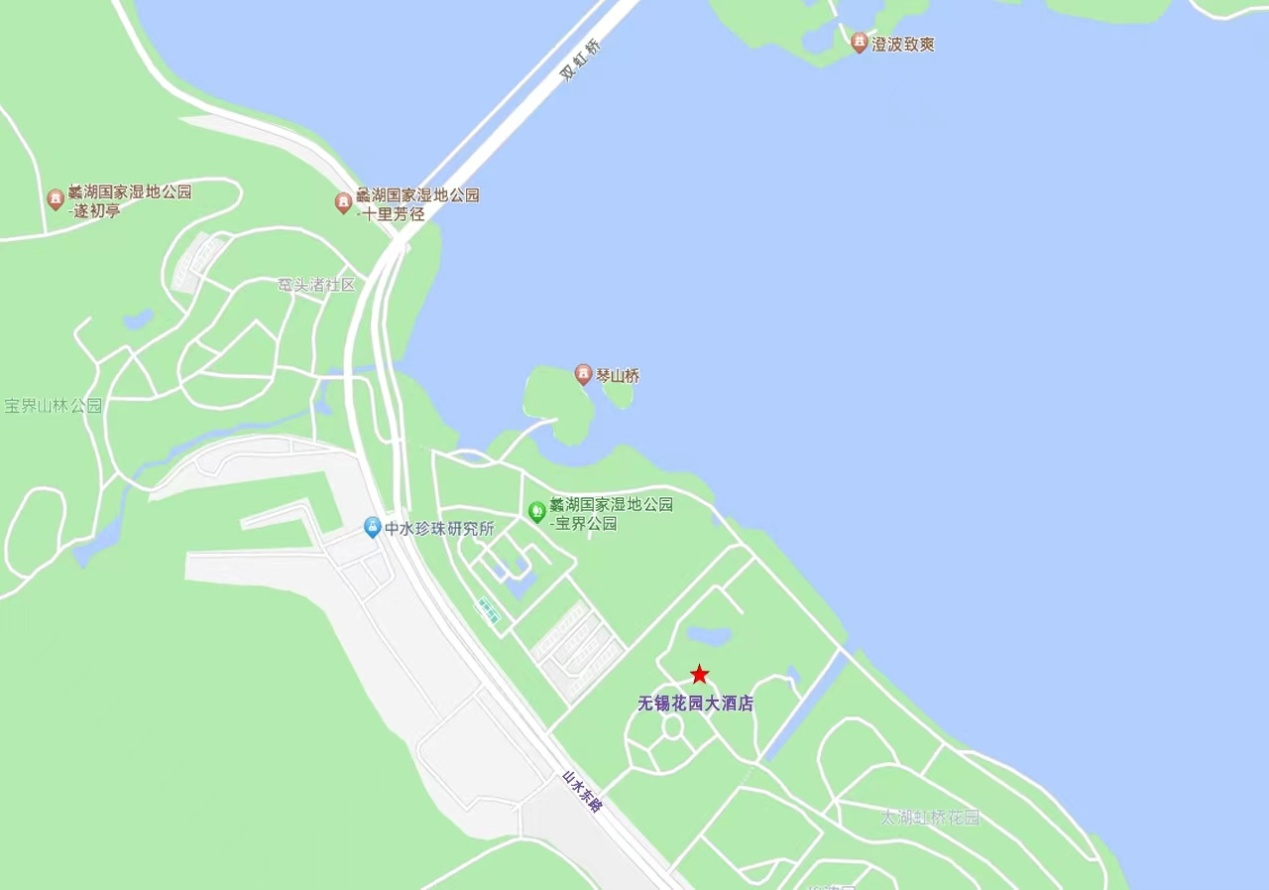 双虹桥
澄波致爽
蠡湖国家湿地公园
-遂初亭
蠡湖国家湿地公园
-十里芳径
鼋头渚社区
琴山桥
宝界山林公园
蠡湖国家湿地公园
-宝界公园
中水珍珠研究所
无锡花园大酒店
山水东路
太湖虹桥花园